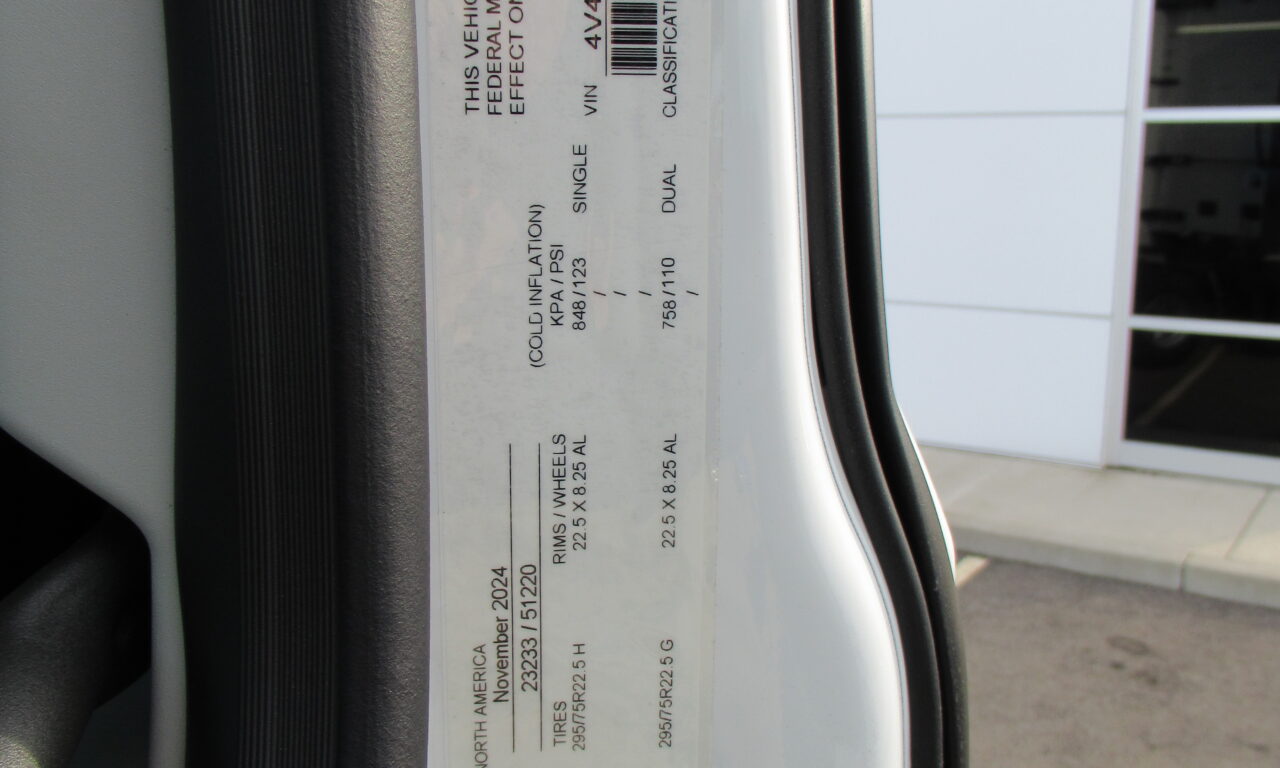 NORTH AMERICA
November 2024
23233 / 51220
(COLD INFLATION)
TIRES RIMS / WHEELS KPA / PSI
295/75R22.5 H 22.5 X 8.25 AL 848 / 123 SINGLE
/
/
/
295/75R22.5 G 22.5 X 8.25 AL 758 / 110 DUAL
/
THIS VEHIC
FEDERAL M
EFFECT ON
VIN 4V4
CLASSIFICATI